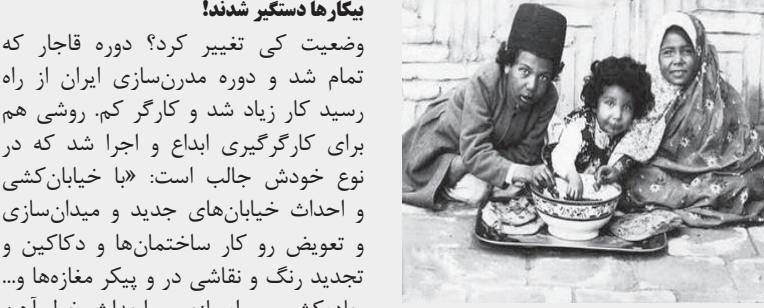 بیکارها دستگیر شدند!
وضعیت کی تغییر کرد؟ دوره قاجار که
تمام شد و دوره مدرن‌سازی ایران از راه
رسید کار زیاد شد و کارگر کم. روشی هم
برای کارگرگیری ابداع و اجرا شد که در
نوع خودش جالب است: «با خیابان‌کشی
و احداث خیابان‌های جدید و میدان‌سازی
و تعویض رو کار ساختمان‌ها و دکاکین و
تجدید رنگ و نقاشی در و پیکر مغازه‌ها و...